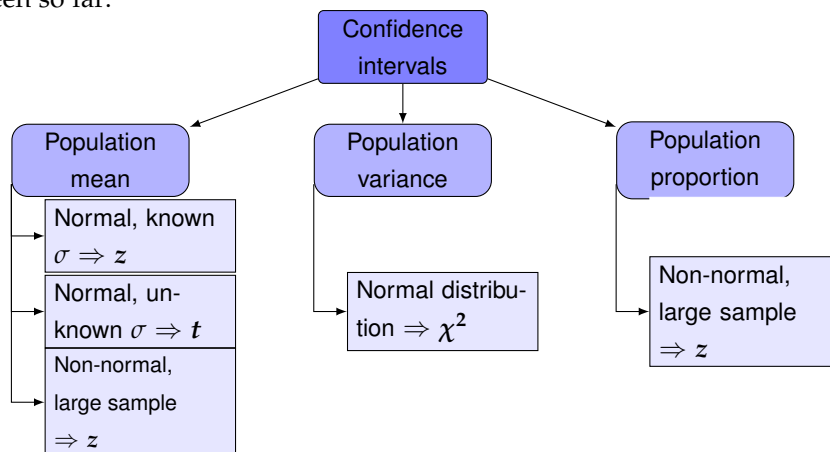 so far.
Confidence
intervals
Population
mean
Population
variance
Population
proportion
Normal, known
σ ⇒ z
Normal, un-
known σ ⇒ t
Non-normal,
large sample
⇒ z
Normal distribu-
tion ⇒ χ²
Non-normal,
large sample
⇒ z